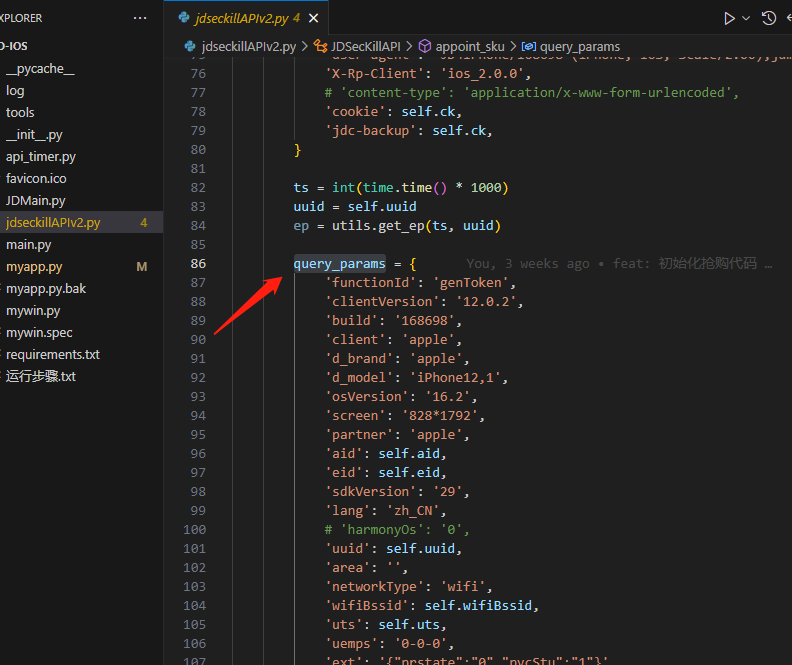 XPLORER ···
D-IOS
__pycache__
log
tools
__init__.py
api_timer.py
favicon.ico
JDMain.py
jdseckillAPIv2.py 4
main.py
myapp.py M
myapp.py.bak
mywin.py
mywin.spec
requirements.txt
运行步骤.txt
jdseckillAPIv2.py 4 ×
jdseckillAPIv2.py > JDSecKillAPI > appoint_sku > query_params
76 'X-Rp-Client': 'ios_2.0.0',
77 # 'content-type': 'application/x-www-form-urlencoded',
78 'cookie': self.ck,
79 'jdc-backup': self.ck,
80 }
81
82 ts = int(time.time() * 1000)
83 uuid = self.uuid
84 ep = utils.get_ep(ts, uuid)
85
86 query_params = { You, 3 weeks ago • feat: 初始化抢购代码 …
87 'functionId': 'genToken',
88 'clientVersion': '12.0.2',
89 'build': '168698',
90 'client': 'apple',
91 'd_brand': 'apple',
92 'd_model': 'iPhone12,1',
93 'osVersion': '16.2',
94 'screen': '828*1792',
95 'partner': 'apple',
96 'aid': self.aid,
97 'eid': self.eid,
98 'sdkVersion': '29',
99 'lang': 'zh_CN',
100 # 'harmonyOs': '0',
101 'uuid': self.uuid,
102 'area': '',
103 'networkType': 'wifi',
104 'wifiBssid': self.wifiBssid,
105 'uts': self.uts,
106 'uemps': '0-0-0',
107 'ext': '{"prstate":"0","pvcStu":"1"}'